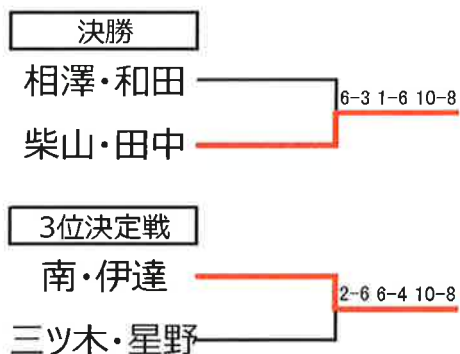 決勝
相澤・和田
6-3 1-6 10-8
柴山・田中
3位決定戦
南・伊達
2-6 6-4 10-8
三ツ木・星野